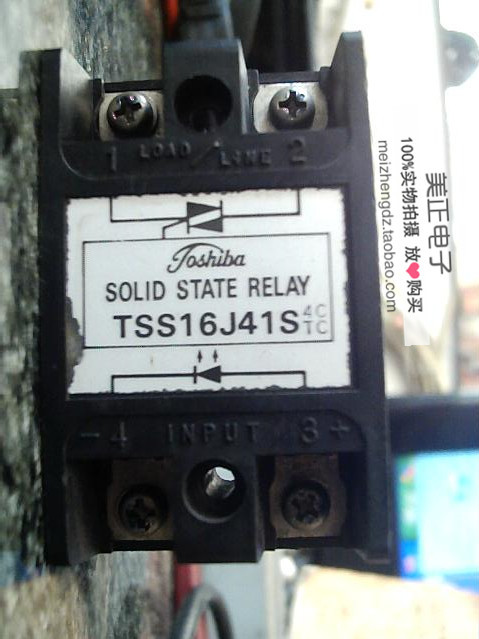 1 LOAD / LINE 2
Toshiba
SOLID STATE RELAY
TSS16J41S 4C TC
-4 INPUT 3+
美正电子
100%实物拍摄 放❤购买
meizhengdz.taobao.com